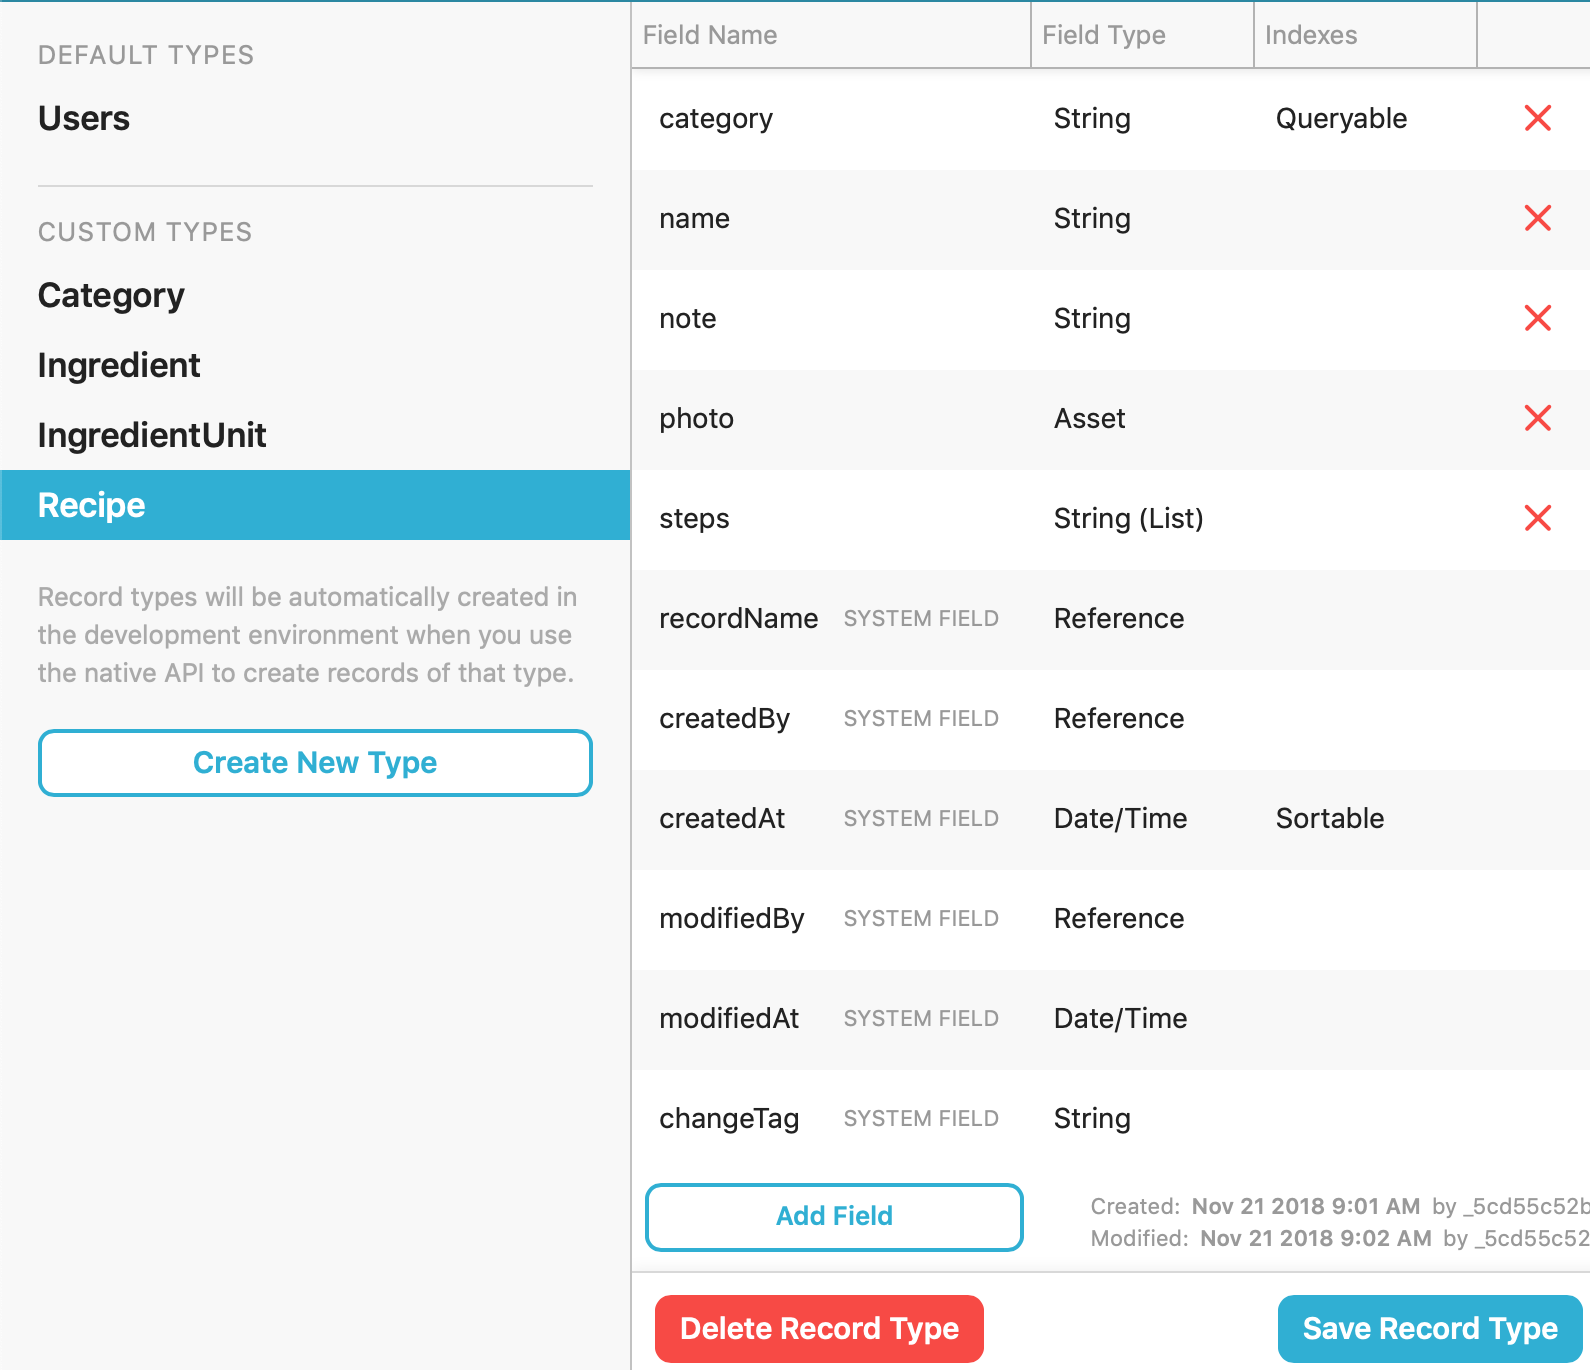 DEFAULT TYPES
Users
CUSTOM TYPES
Category
Ingredient
IngredientUnit
Recipe
Record types will be automatically created in
the development environment when you use
the native API to create records of that type.
Create New Type
Field Name Field Type Indexes
category String Queryable
name String
note String
photo Asset
steps String (List)
recordName SYSTEM FIELD Reference
createdBy SYSTEM FIELD Reference
createdAt SYSTEM FIELD Date/Time Sortable
modifiedBy SYSTEM FIELD Reference
modifiedAt SYSTEM FIELD Date/Time
changeTag SYSTEM FIELD String
Add Field
Created: Nov 21 2018 9:01 AM by _5cd55c52b
Modified: Nov 21 2018 9:02 AM by _5cd55c52
Delete Record Type
Save Record Type